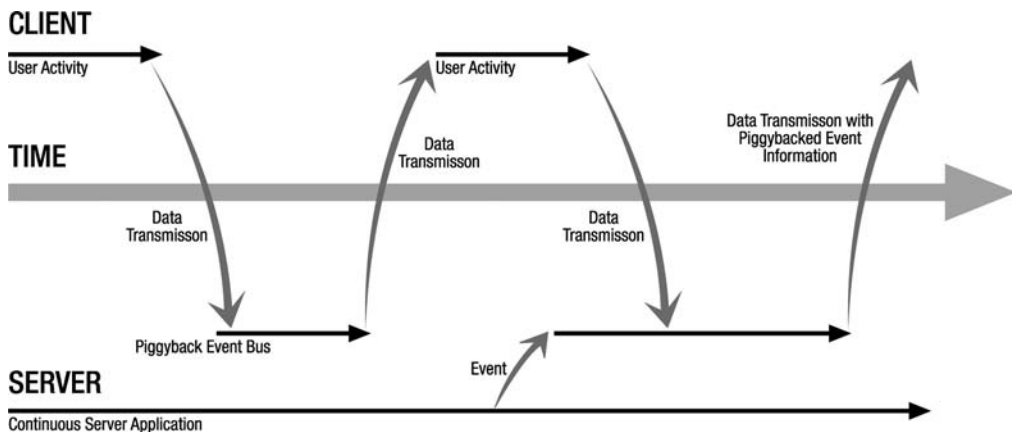 CLIENT
User Activity
User Activity
Data Transmisson with
Piggybacked Event
Information
Data
Transmisson
TIME
Data
Transmisson
Data
Transmisson
Piggyback Event Bus
Event
SERVER
Continuous Server Application